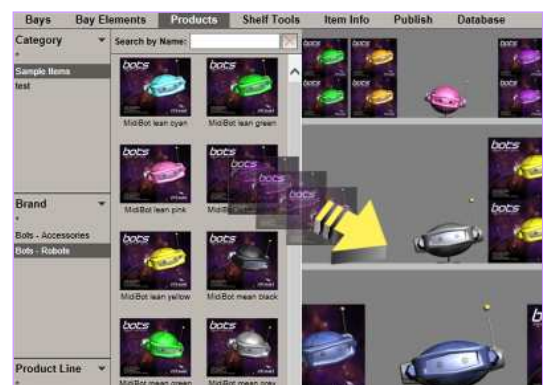 Bays Bay Elements Products Shelf Tools Item Info Publish Database
Category
Search by Name:
*
Sample Items
test
bots bots
MidiBot lean cyan MidiBot lean green
bots
MidiBot lean pink
Brand
*
Bots - Accessories
Bots - Robots
bots bots
MidiBot lean yellow MidiBot mean black
bots bots
Product Line
*
MidiBot mean green MidiBot mean grey